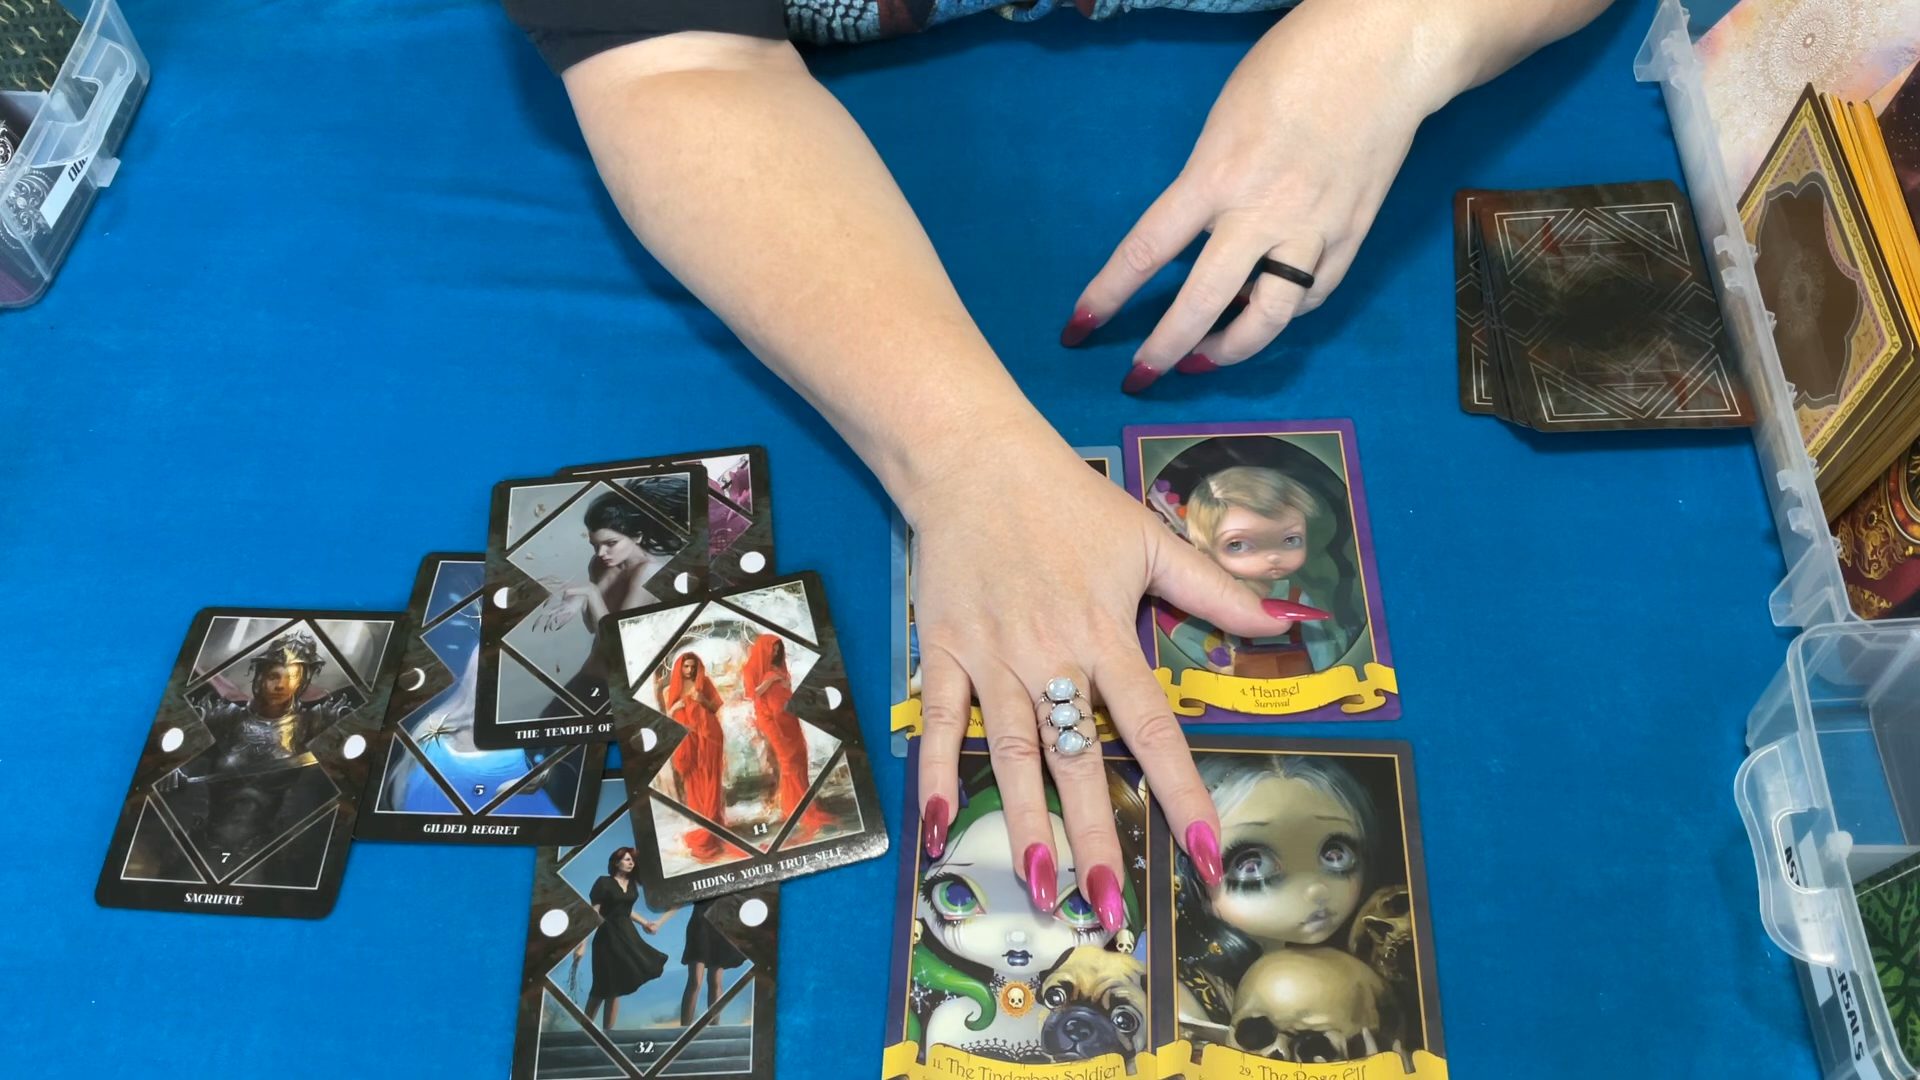 2
THE TEMPLE OF
5
GILDED REGRET
7
SACRIFICE
14
HIDING YOUR TRUE SELF
32
4. Hansel
Survival
11. The Tinderbox Soldier
29. The Rose Elf